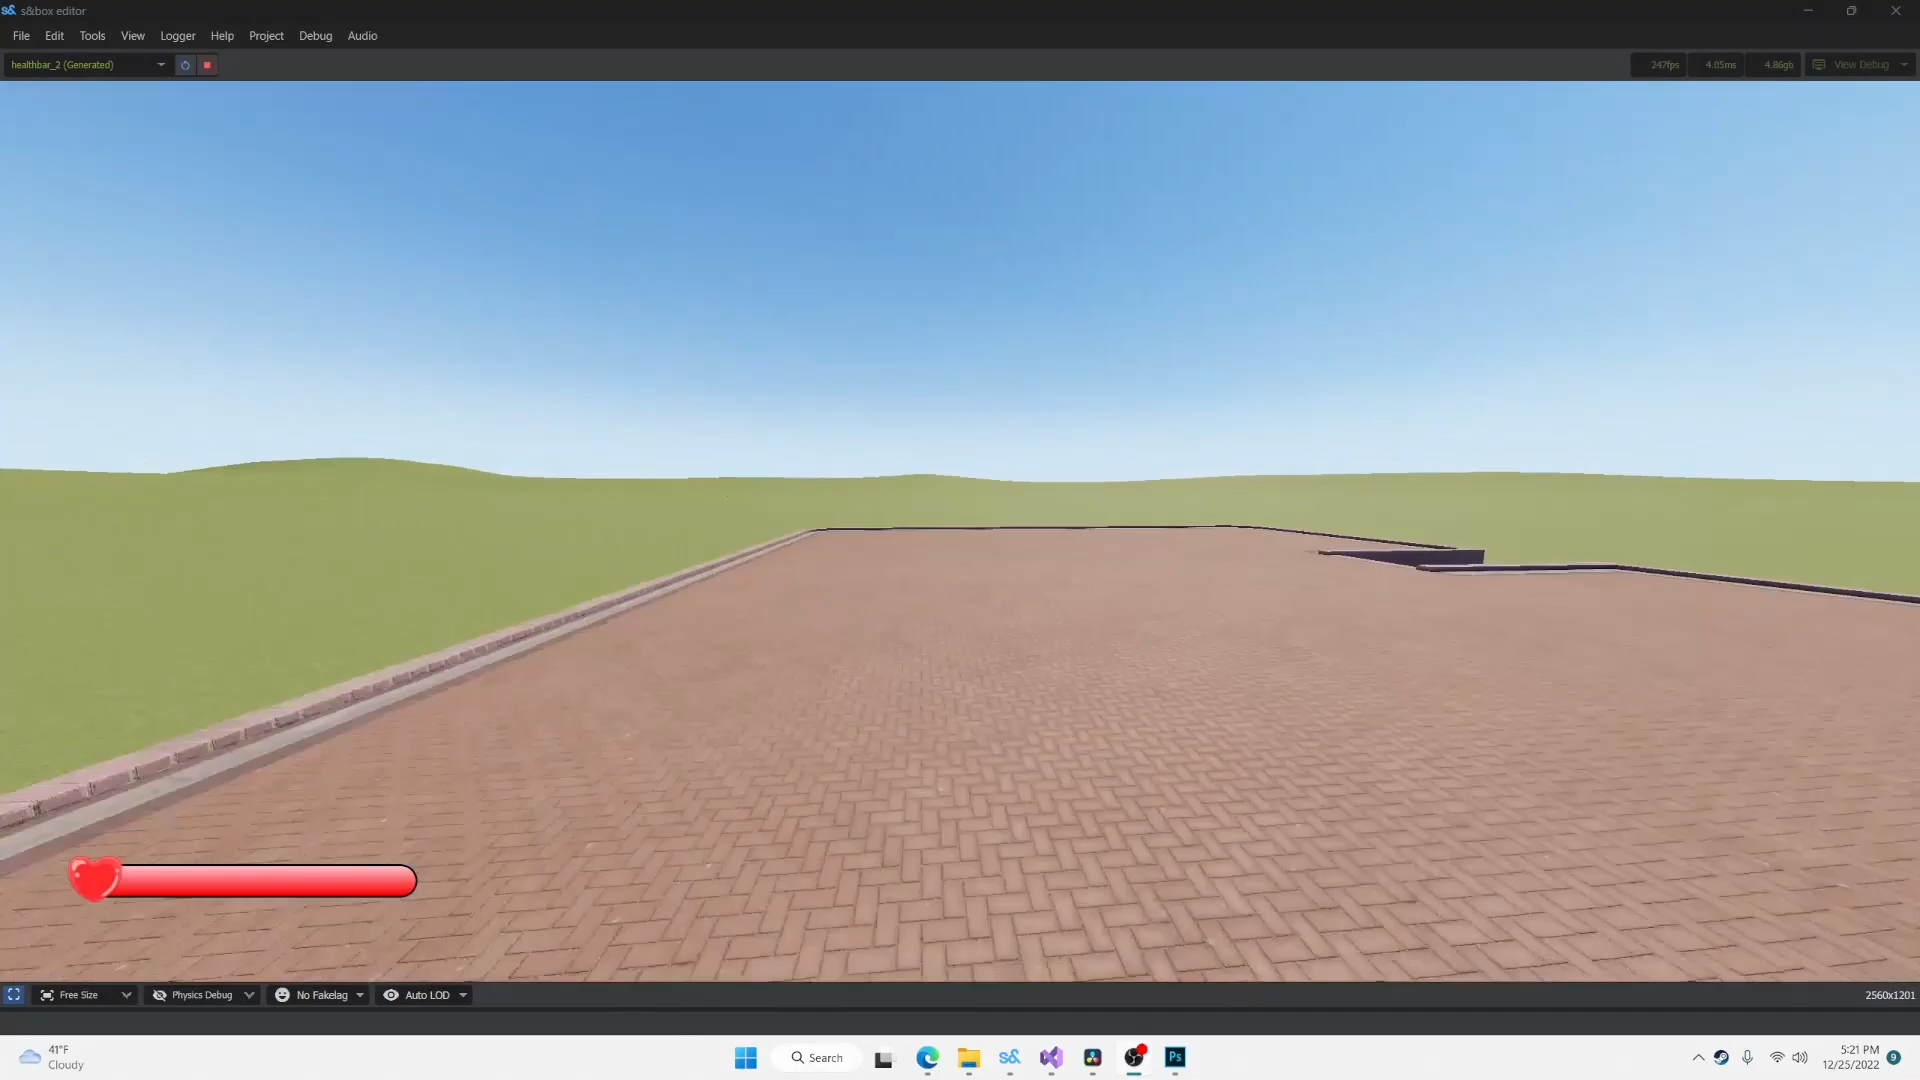 s& s&box editor
File Edit Tools View Logger Help Project Debug Audio
healthbar_2 (Generated) 247fps 4.05ms 4.86gb View Debug
Free Size Physics Debug No Fakelag Auto LOD 2560x1201
41°F
Cloudy
Search s& Ps
5:21 PM
12/25/2022 9